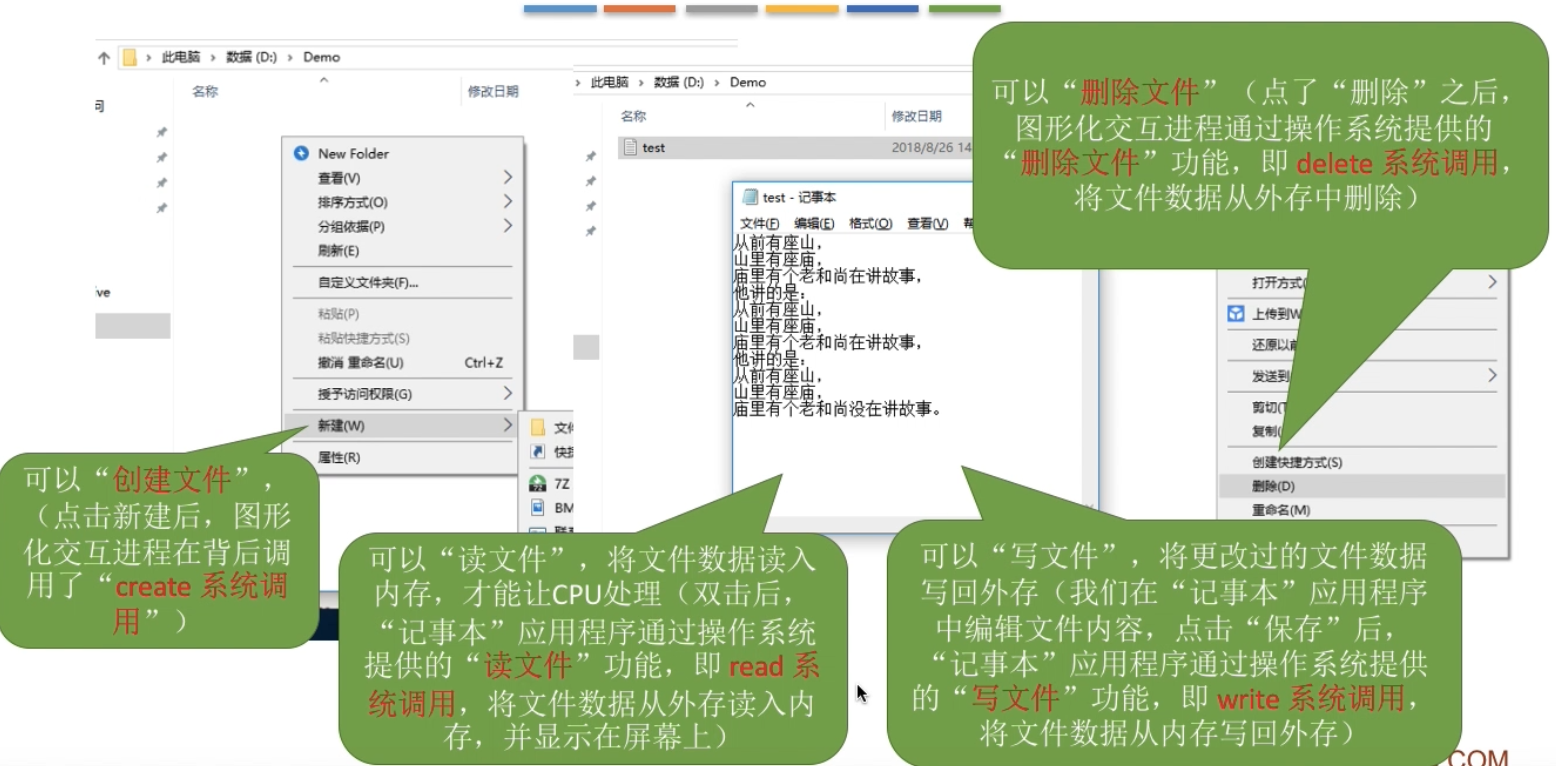 此电脑 › 数据 (D:) › Demo
名称
修改日期
问
ve
New Folder
查看(V)
排序方式(O)
分组依据(P)
刷新(E)
自定义文件夹(F)...
粘贴(P)
粘贴快捷方式(S)
撤消 重命名(U) Ctrl+Z
授予访问权限(G)
新建(W)
属性(R)
快捷
7Z
BM
› 此电脑 › 数据 (D:) › Demo
名称
修改日期
test
2018/8/26 14
test - 记事本
文件(F) 编辑(E) 格式(O) 查看(V)
从前有座山，
山里有座庙，
庙里有个老和尚在讲故事，
他讲的是：
从前有座山，
山里有座庙，
庙里有个老和尚在讲故事，
他讲的是：
从前有座山，
山里有座庙，
庙里有个老和尚没在讲故事。
打开方式(
上传到W
还原以前
发送到
剪切(T
复制(
创建快捷方式(S)
删除(D)
重命名(M)
可以“删除文件”（点了“删除”之后，
图形化交互进程通过操作系统提供的
“删除文件”功能，即 delete 系统调用，
将文件数据从外存中删除）
可以“创建文件”，
（点击新建后，图形
化交互进程在背后调
用了“create 系统调
用”）
可以“读文件”，将文件数据读入
内存，才能让CPU处理（双击后，
“记事本”应用程序通过操作系统
提供的“读文件”功能，即 read 系
统调用，将文件数据从外存读入内
存，并显示在屏幕上）
可以“写文件”，将更改过的文件数据
写回外存（我们在“记事本”应用程序
中编辑文件内容，点击“保存”后，
“记事本”应用程序通过操作系统提供
的“写文件”功能，即 write 系统调用，
将文件数据从内存写回外存）
COM